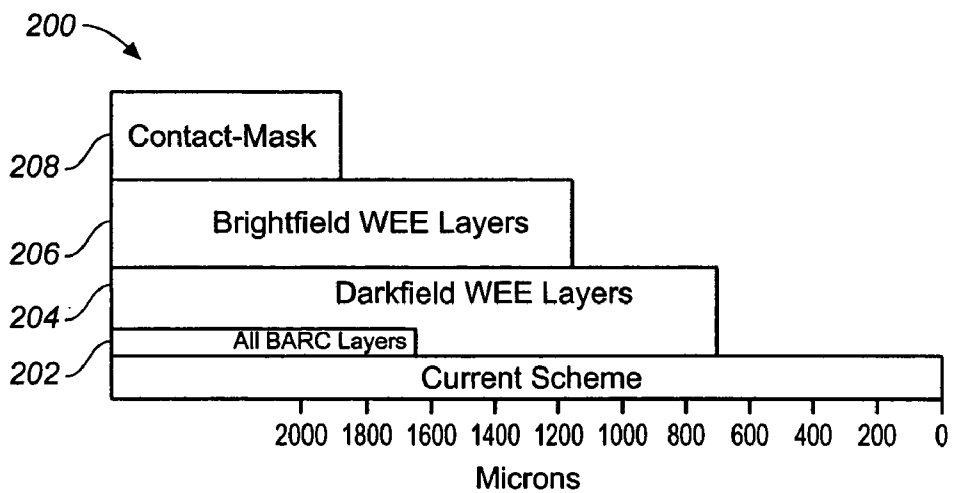 200
208
Contact-Mask
206
Brightfield WEE Layers
204
Darkfield WEE Layers
202
All BARC Layers
Current Scheme
2000 1800 1600 1400 1200 1000 800 600 400 200 0
Microns